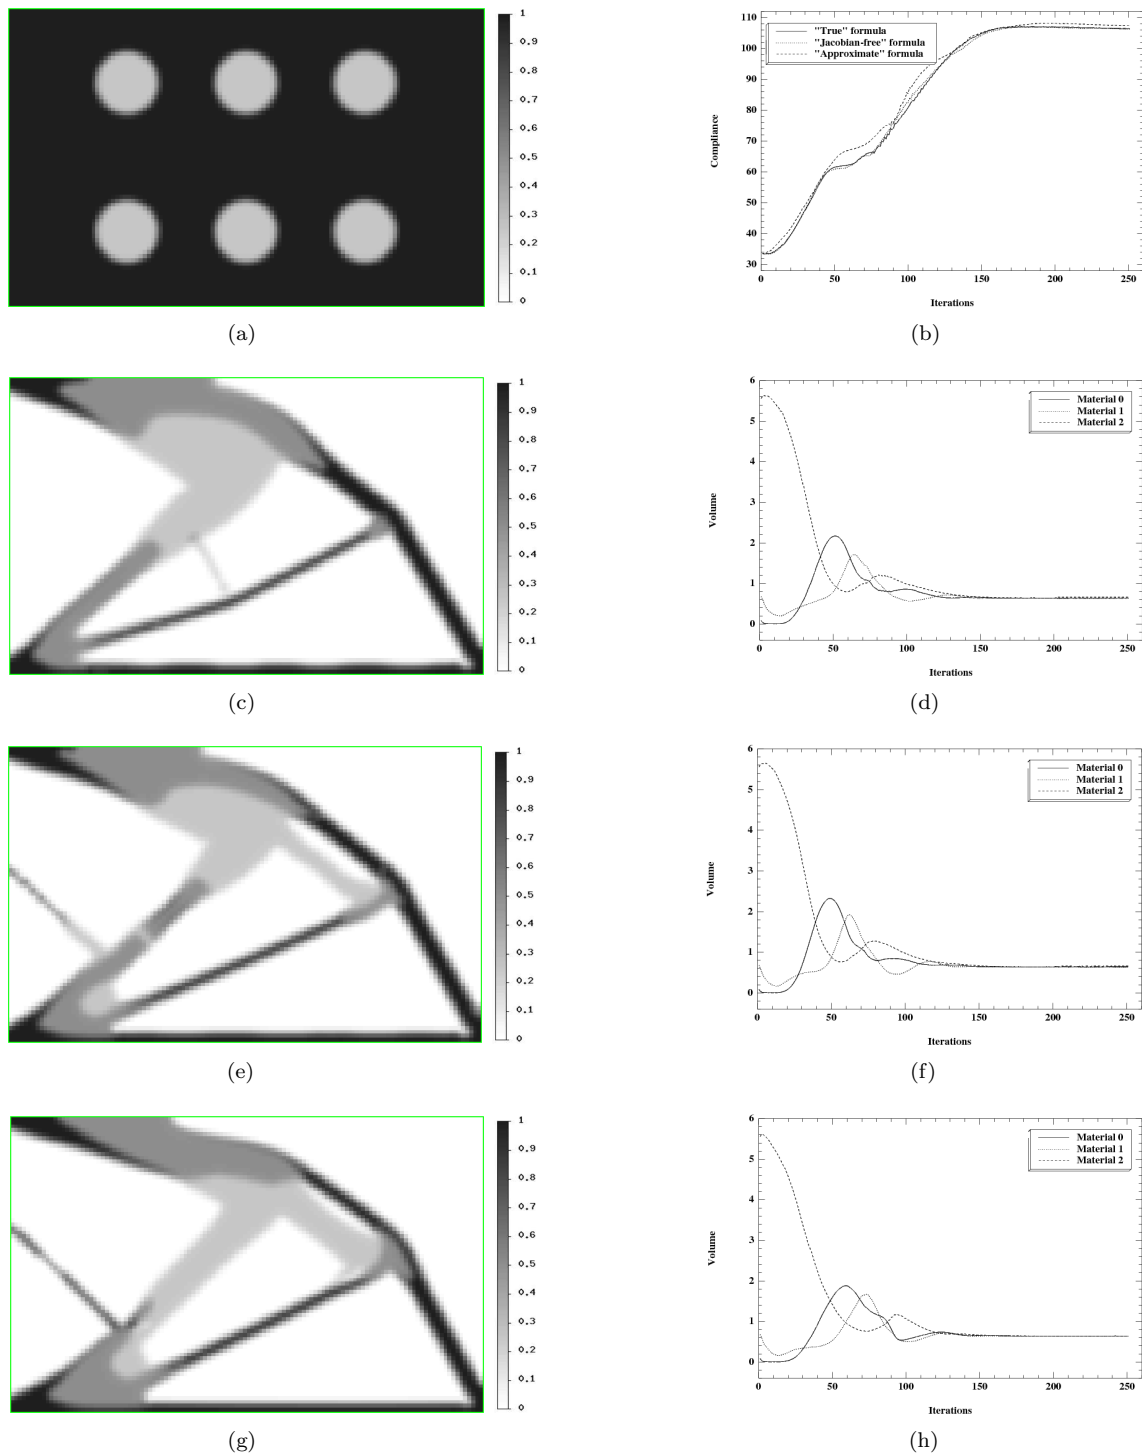 1
0.9
0.8
0.7
0.6
0.5
0.4
0.3
0.2
0.1
0
(a)
110
100
90
80
70
60
50
40
30
Compliance
"True" formula
"Jacobian-free" formula
"Approximate" formula
0 50 100 150 200 250
Iterations
(b)
1
0.9
0.8
0.7
0.6
0.5
0.4
0.3
0.2
0.1
0
(c)
6
5
4
3
2
1
0
Volume
Material 0
Material 1
Material 2
0 50 100 150 200 250
Iterations
(d)
1
0.9
0.8
0.7
0.6
0.5
0.4
0.3
0.2
0.1
0
(e)
6
5
4
3
2
1
0
Volume
Material 0
Material 1
Material 2
0 50 100 150 200 250
Iterations
(f)
1
0.9
0.8
0.7
0.6
0.5
0.4
0.3
0.2
0.1
0
(g)
6
5
4
3
2
1
0
Volume
Material 0
Material 1
Material 2
0 50 100 150 200 250
Iterations
(h)